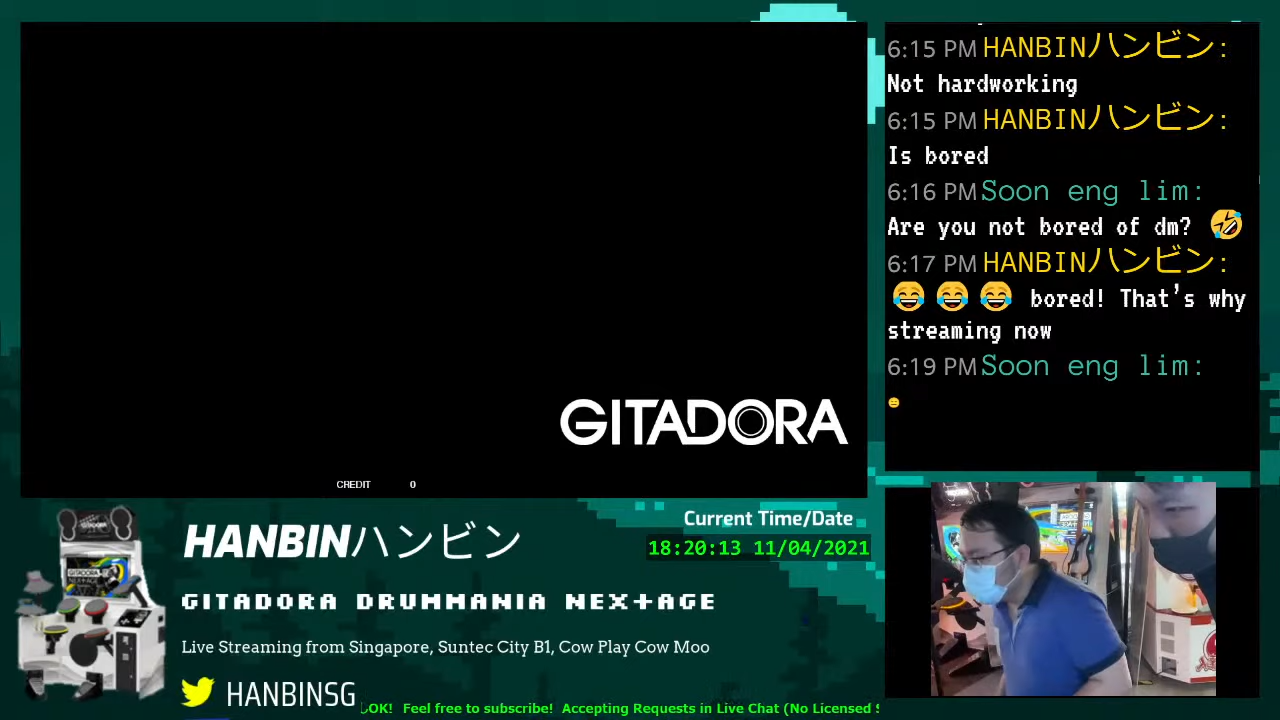 6:15 PM HANBINハンビン:
Not hardworking
6:15 PM HANBINハンビン:
Is bored
6:16 PM Soon eng lim:
Are you not bored of dm? 🤣
6:17 PM HANBINハンビン:
😂 😂 😂 bored! That's why
streaming now
6:19 PM Soon eng lim:
😑
GITADORA
CREDIT 0
HANBINハンビン
Current Time/Date
18:20:13 11/04/2021
GITADORA DRUMMANIA NEX+AGE
Live Streaming from Singapore, Suntec City B1, Cow Play Cow Moo
HANBINSG
OK! Feel free to subscribe! Accepting Requests in Live Chat (No Licensed